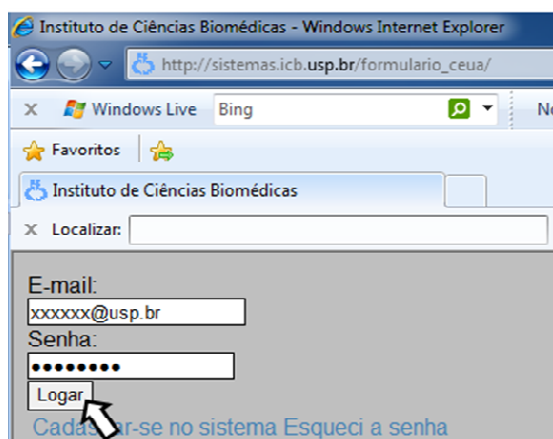 Instituto de Ciências Biomédicas - Windows Internet Explorer
http://sistemas.icb.usp.br/formulario_ceua/
x Windows Live Bing
Favoritos
Instituto de Ciências Biomédicas
x Localizar:
E-mail:
xxxxxx@usp.br
Senha:
••••••••
Logar
se no sistema Esqueci a senha